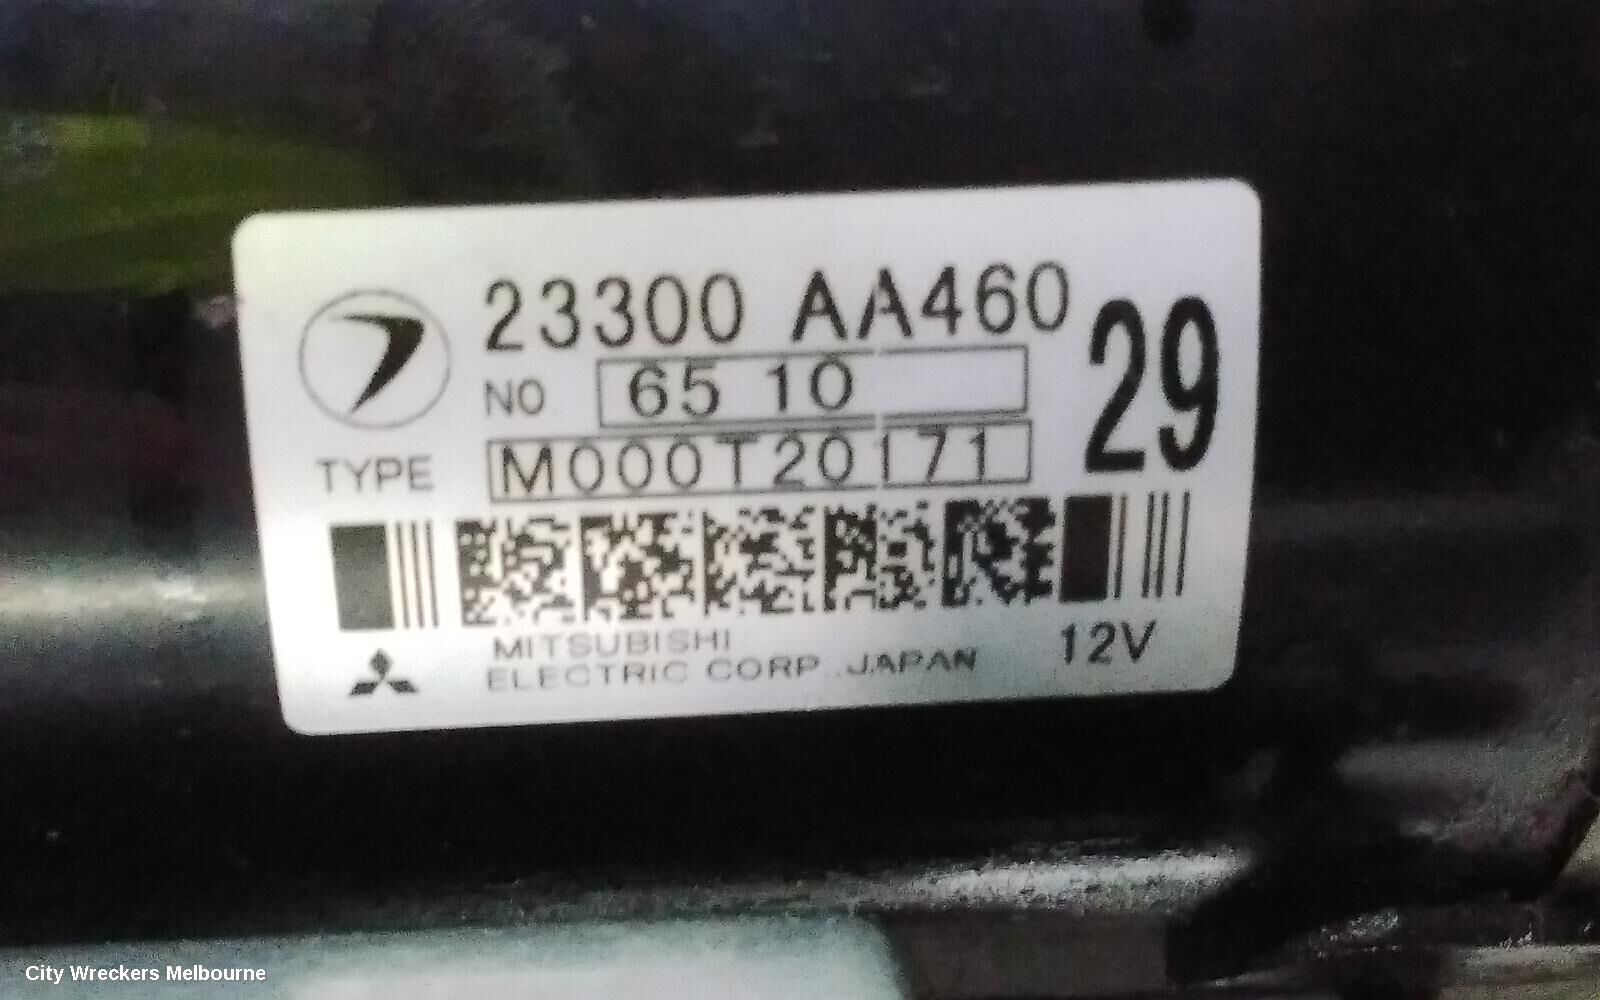 23300 AA460
29
NO 65 10
TYPE M000T20171
MITSUBISHI
ELECTRIC CORP. JAPAN
12V
City Wreckers Melbourne